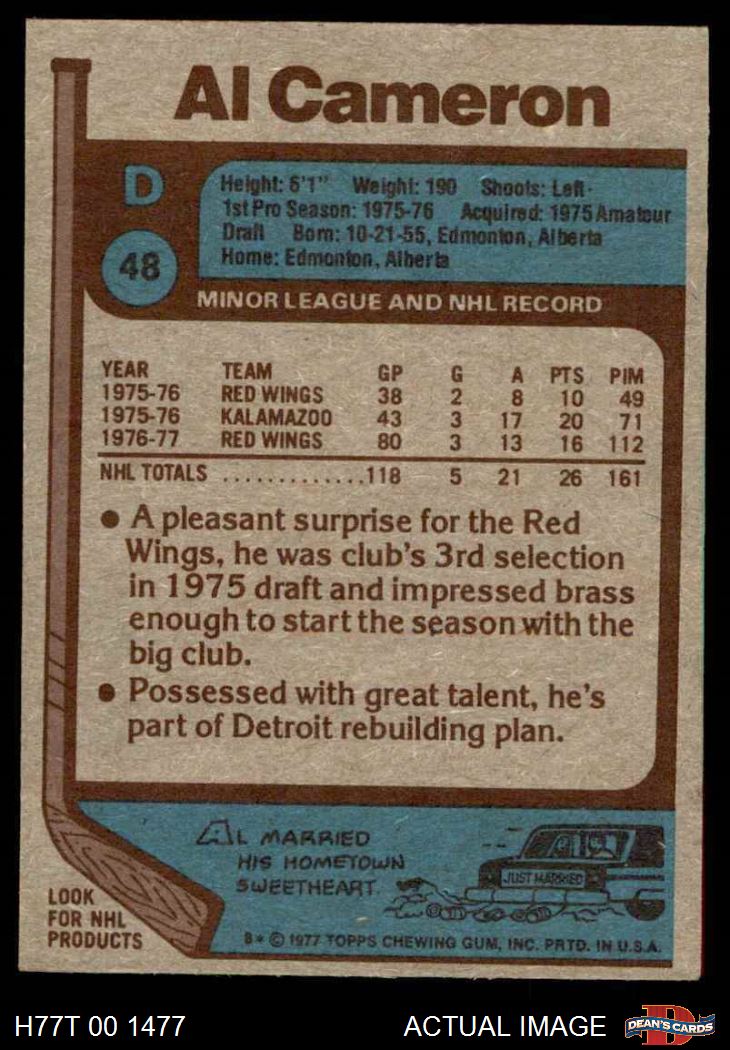 Al Cameron
D
48
Height: 6'1" Weight: 190 Shoots: Left
1st Pro Season: 1975-76 Acquired: 1975 Amateur
Draft Born: 10-21-55, Edmonton, Alberta
Home: Edmonton, Alberta
MINOR LEAGUE AND NHL RECORD
YEAR TEAM GP G A PTS PIM
1975-76 RED WINGS 38 2 8 10 49
1975-76 KALAMAZOO 43 3 17 20 71
1976-77 RED WINGS 80 3 13 16 112
NHL TOTALS .............118 5 21 26 161
● A pleasant surprise for the Red
Wings, he was club's 3rd selection
in 1975 draft and impressed brass
enough to start the season with the
big club.
● Possessed with great talent, he's
part of Detroit rebuilding plan.
AL MARRIED
HIS HOMETOWN
SWEETHEART.
JUST MARRIED
LOOK
FOR NHL
PRODUCTS
B* © 1977 TOPPS CHEWING GUM, INC. PRTD. IN U.S.A.
H77T 00 1477
ACTUAL IMAGE
D
DEAN'S CARDS